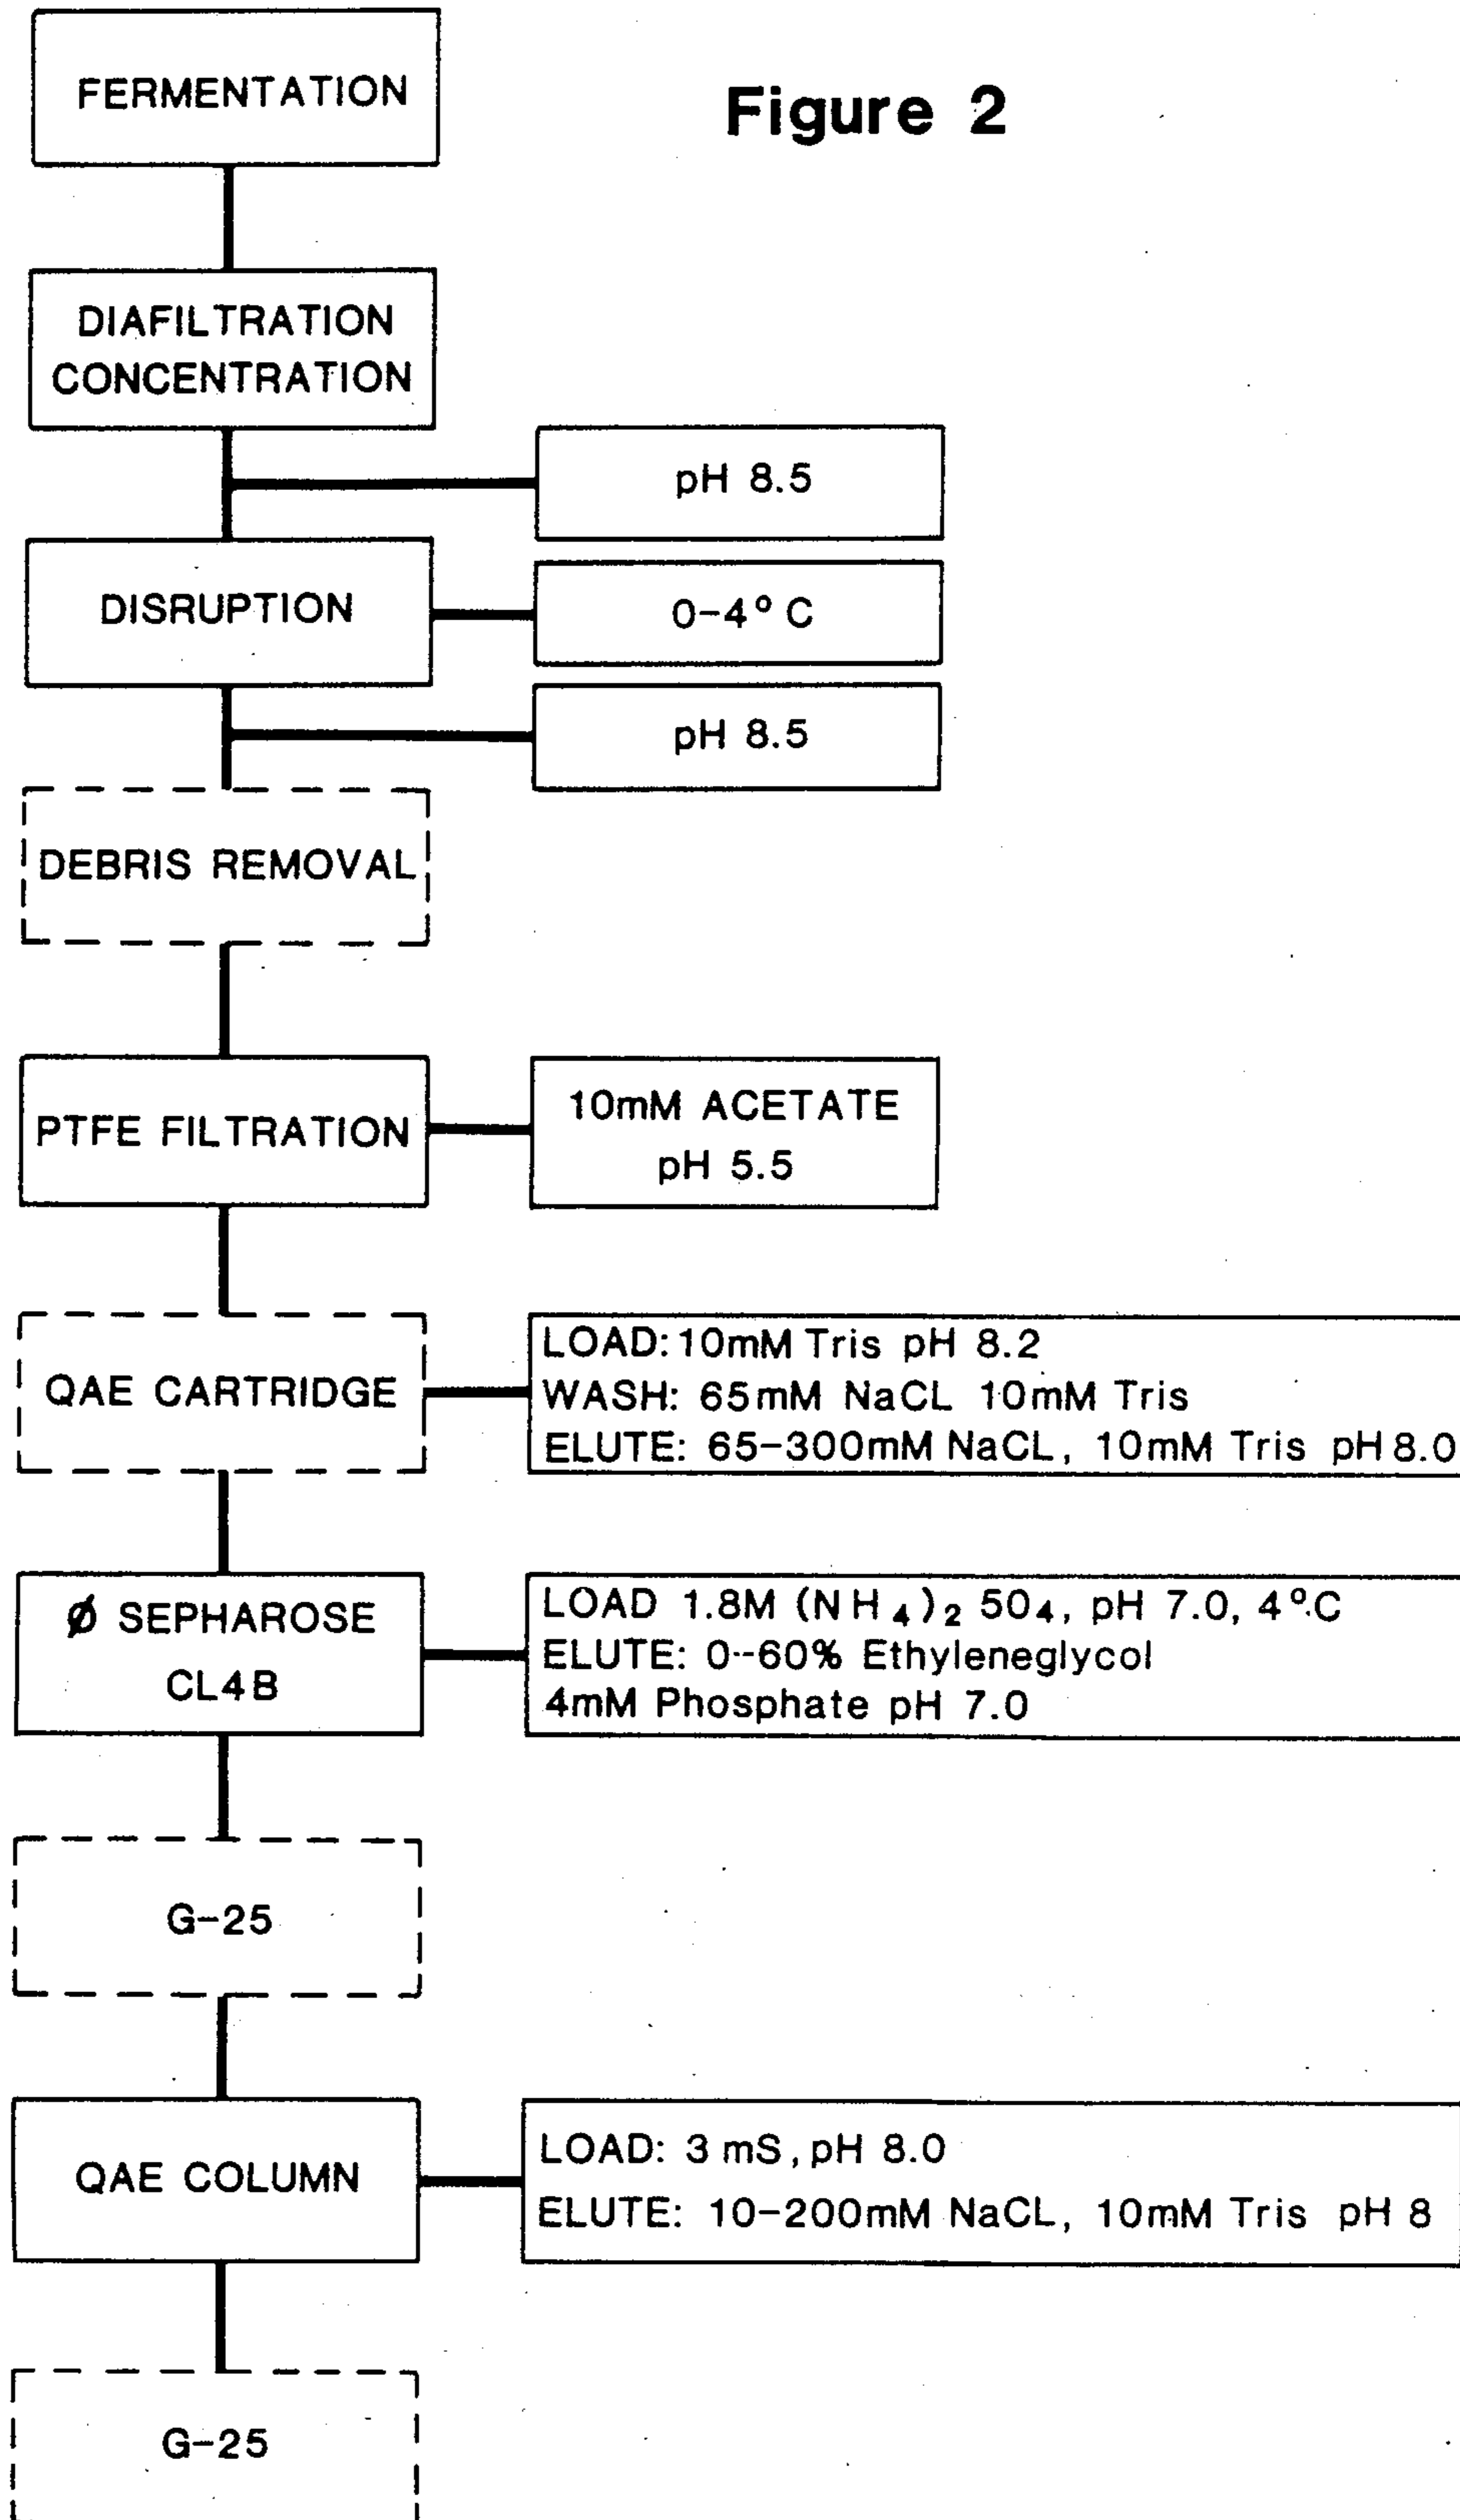 Figure 2
FERMENTATION
DIAFILTRATION
CONCENTRATION
pH 8.5
DISRUPTION
0-4° C
pH 8.5
DEBRIS REMOVAL
PTFE FILTRATION
10mM ACETATE
pH 5.5
QAE CARTRIDGE
LOAD: 10mM Tris pH 8.2
WASH: 65mM NaCL 10mM Tris
ELUTE: 65-300mM NaCL, 10mM Tris pH 8.0
Ø SEPHAROSE
CL4B
LOAD 1.8M (NH₄)₂ 50₄, pH 7.0, 4°C
ELUTE: 0-60% Ethyleneglycol
4mM Phosphate pH 7.0
G-25
QAE COLUMN
LOAD: 3 mS, pH 8.0
ELUTE: 10-200mM NaCL, 10mM Tris pH 8
G-25